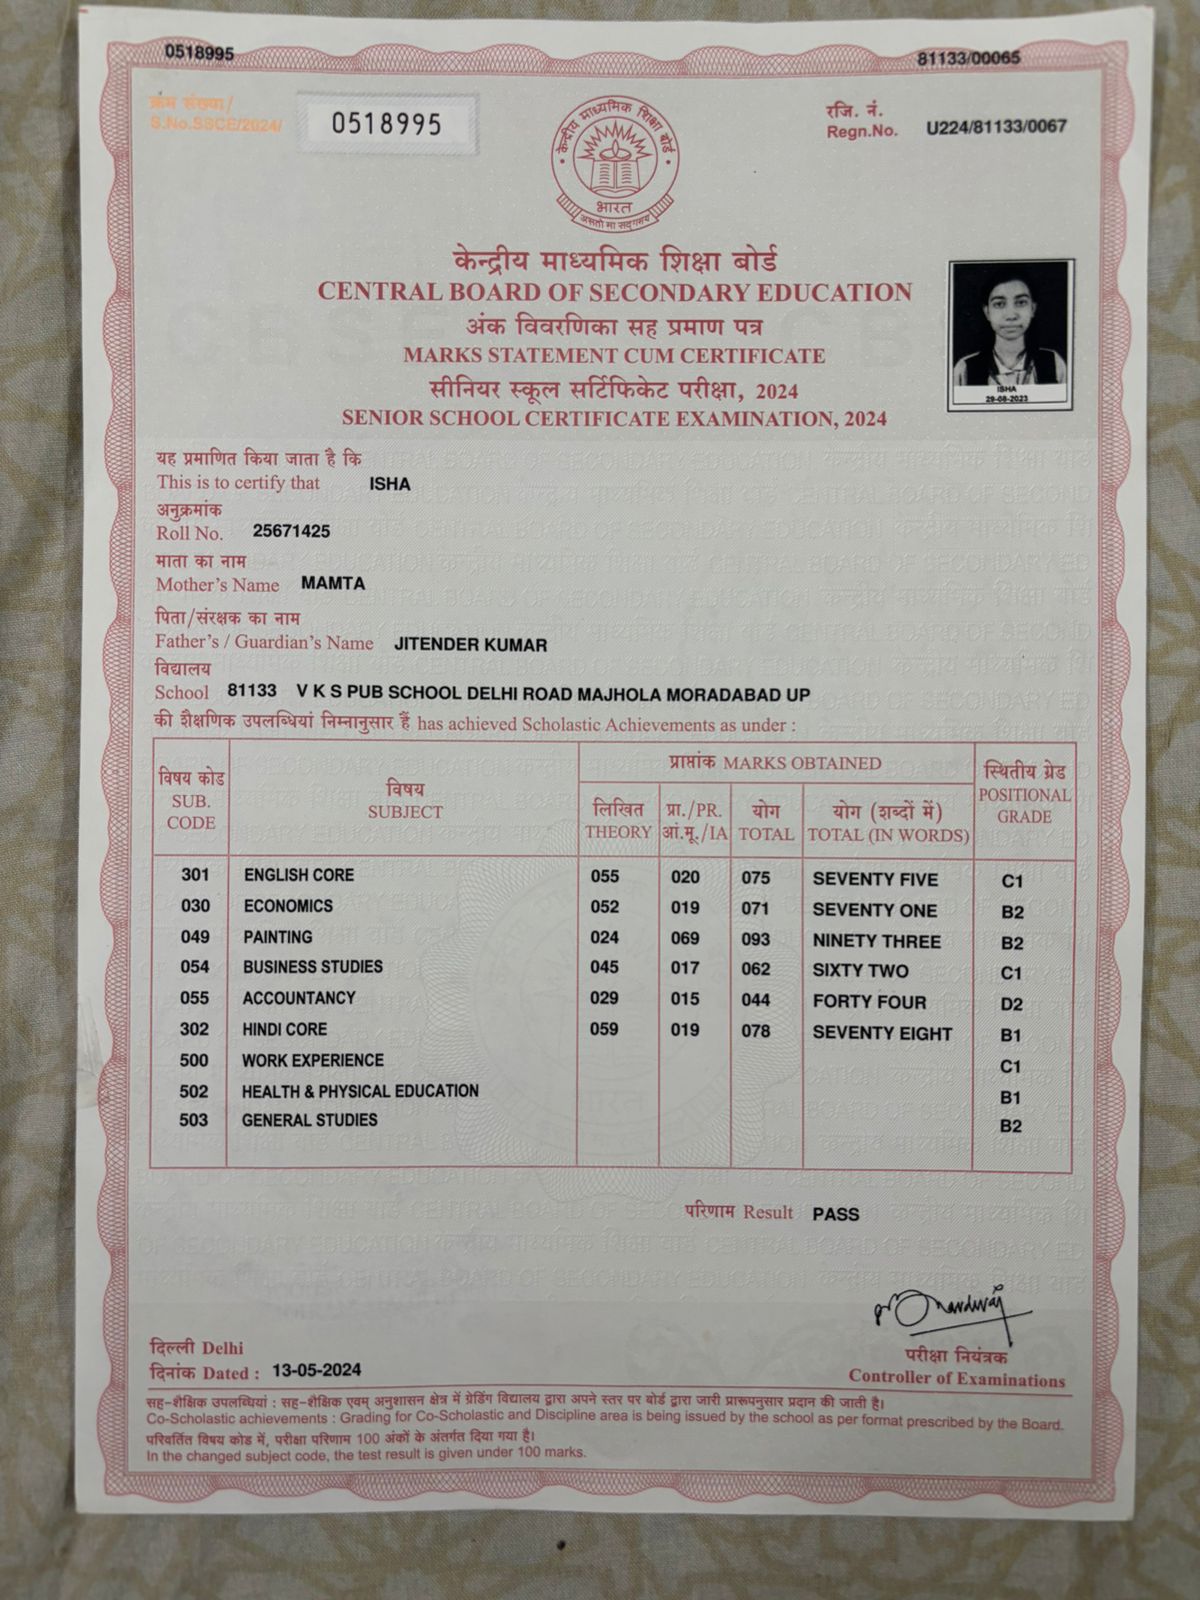 0518995 81133/00065
क्रम संख्या/
S.No.SSCE/2024/ 0518995
रजि. नं.
Regn.No. U224/81133/0067
केन्द्रीय माध्यमिक शिक्षा बोर्ड
भारत
असतो मा सद्गमय
केन्द्रीय माध्यमिक शिक्षा बोर्ड
CENTRAL BOARD OF SECONDARY EDUCATION
अंक विवरणिका सह प्रमाण पत्र
MARKS STATEMENT CUM CERTIFICATE
सीनियर स्कूल सर्टिफिकेट परीक्षा, 2024
SENIOR SCHOOL CERTIFICATE EXAMINATION, 2024
ISHA
29-08-2023
यह प्रमाणित किया जाता है कि
This is to certify that ISHA
अनुक्रमांक
Roll No. 25671425
माता का नाम
Mother's Name MAMTA
पिता/संरक्षक का नाम
Father's / Guardian's Name JITENDER KUMAR
विद्यालय
School 81133 V K S PUB SCHOOL DELHI ROAD MAJHOLA MORADABAD UP
की शैक्षणिक उपलब्धियां निम्नानुसार हैं has achieved Scholastic Achievements as under :
विषय कोड
SUB.
CODE
विषय
SUBJECT
प्राप्तांक MARKS OBTAINED
लिखित
THEORY
प्रा./PR.
आं.मू./IA
योग
TOTAL
योग (शब्दों में)
TOTAL (IN WORDS)
स्थितीय ग्रेड
POSITIONAL
GRADE
301 ENGLISH CORE 055 020 075 SEVENTY FIVE C1
030 ECONOMICS 052 019 071 SEVENTY ONE B2
049 PAINTING 024 069 093 NINETY THREE B2
054 BUSINESS STUDIES 045 017 062 SIXTY TWO C1
055 ACCOUNTANCY 029 015 044 FORTY FOUR D2
302 HINDI CORE 059 019 078 SEVENTY EIGHT B1
500 WORK EXPERIENCE C1
502 HEALTH & PHYSICAL EDUCATION B1
503 GENERAL STUDIES B2
परिणाम Result PASS
दिल्ली Delhi
दिनांक Dated : 13-05-2024
परीक्षा नियंत्रक
Controller of Examinations
सह-शैक्षिक उपलब्धियां : सह-शैक्षिक एवम् अनुशासन क्षेत्र में ग्रेडिंग विद्यालय द्वारा अपने स्तर पर बोर्ड द्वारा जारी प्रारूपनुसार प्रदान की जाती है।
Co-Scholastic achievements : Grading for Co-Scholastic and Discipline area is being issued by the school as per format prescribed by the Board.
परिवर्तित विषय कोड में, परीक्षा परिणाम 100 अंकों के अंतर्गत दिया गया है।
In the changed subject code, the test result is given under 100 marks.